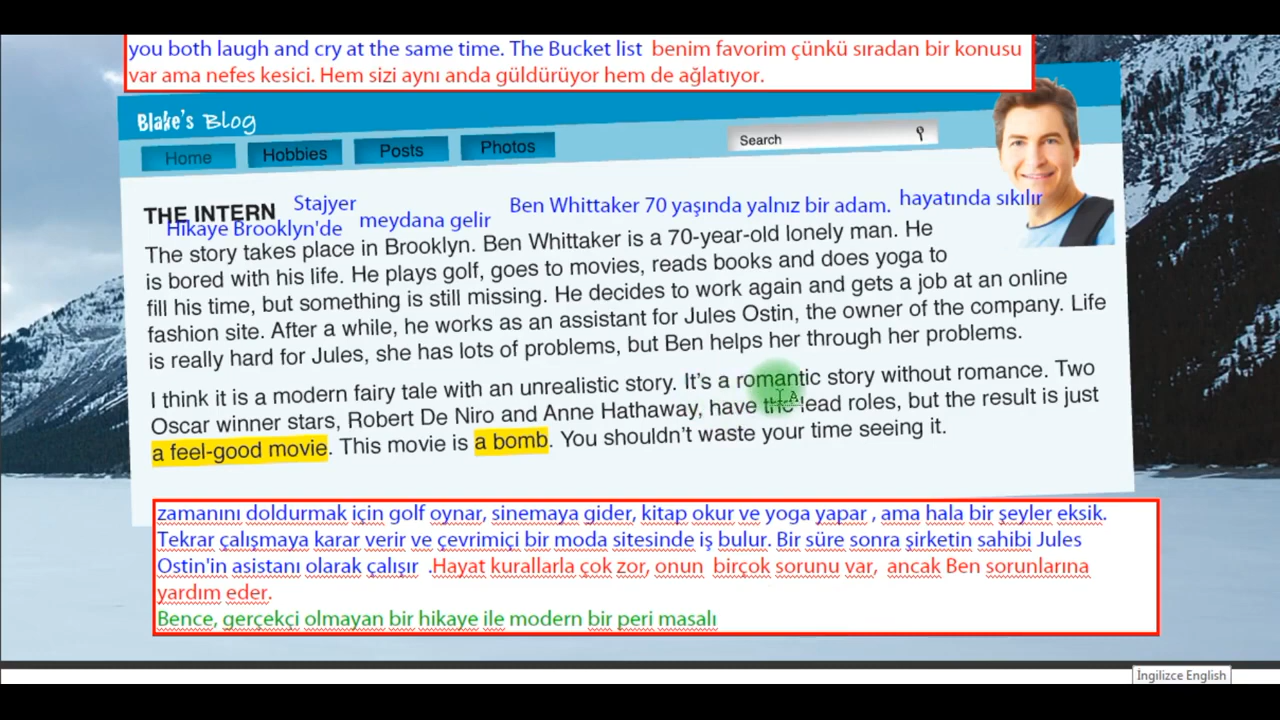 you both laugh and cry at the same time. The Bucket list benim favorim çünkü sıradan bir konusu
var ama nefes kesici. Hem sizi aynı anda güldürüyor hem de ağlatıyor.
Blake's Blog
Home Hobbies Posts Photos Search
THE INTERN Stajyer Ben Whittaker 70 yaşında yalnız bir adam. hayatında sıkılır
Hikaye Brooklyn'de meydana gelir
The story takes place in Brooklyn. Ben Whittaker is a 70-year-old lonely man. He
is bored with his life. He plays golf, goes to movies, reads books and does yoga to
fill his time, but something is still missing. He decides to work again and gets a job at an online
fashion site. After a while, he works as an assistant for Jules Ostin, the owner of the company. Life
is really hard for Jules, she has lots of problems, but Ben helps her through her problems.
I think it is a modern fairy tale with an unrealistic story. It's a romantic story without romance. Two
Oscar winner stars, Robert De Niro and Anne Hathaway, have the lead roles, but the result is just
a feel-good movie. This movie is a bomb. You shouldn't waste your time seeing it.
zamanını doldurmak için golf oynar, sinemaya gider, kitap okur ve yoga yapar , ama hala bir şeyler eksik.
Tekrar çalışmaya karar verir ve çevrimiçi bir moda sitesinde iş bulur. Bir süre sonra şirketin sahibi Jules
Ostin'in asistanı olarak çalışır .Hayat kurallarla çok zor, onun birçok sorunu var, ancak Ben sorunlarına
yardım eder.
Bence, gerçekçi olmayan bir hikaye ile modern bir peri masalı
İngilizce English